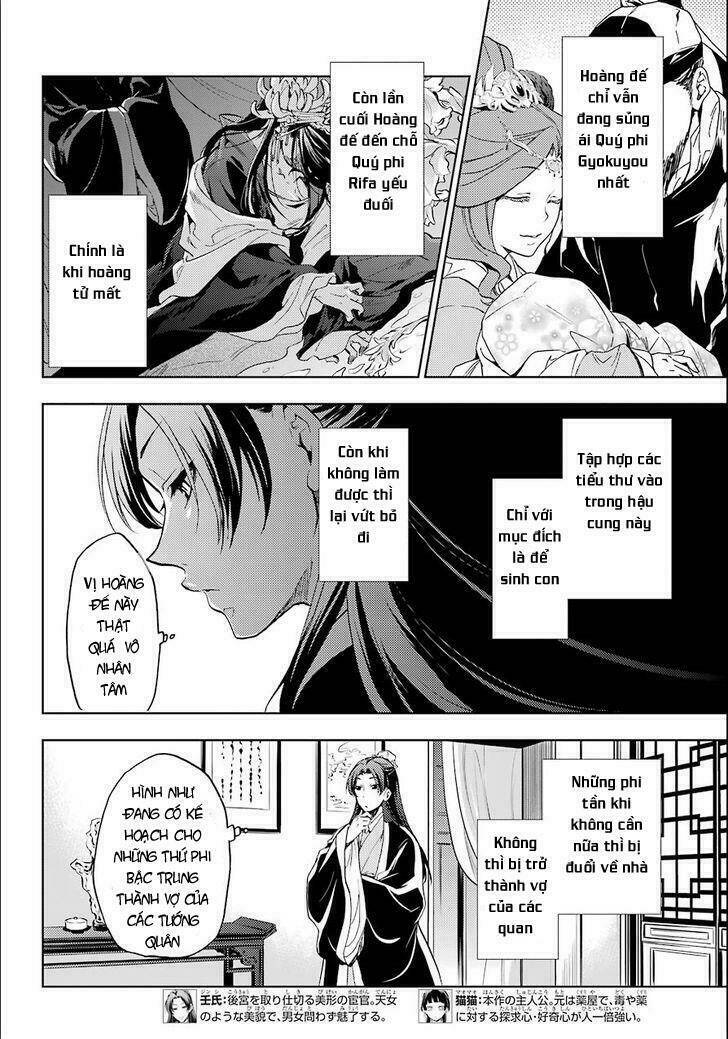 Hoàng đế
chỉ vẫn
đang sủng
ái Quý phi
Gyokuyou
nhất
Còn lần
cuối Hoàng
đế đến chỗ
Quý phi
Rifa yếu
đuối
Chính là
khi hoàng
tử mất
Tập hợp các
tiểu thư vào
trong hậu
cung này
Chỉ với
mục đích
là để
sinh con
Còn khi
không làm
được thì
lại vứt bỏ
đi
VỊ HOÀNG
ĐẾ NÀY
THẬT
QUÁ VÔ
NHÂN
TÂM
Những phi
tần khi
không cần
nữa thì bị
đuổi về nhà
Không
thì bị trở
thành vợ
của các
quan
HÌNH NHƯ
ĐANG CÓ KẾ
HOẠCH CHO
NHỮNG THỨ PHI
BẬC TRUNG
THÀNH VỢ CỦA
CÁC TƯỚNG
QUÂN
壬氏:後宮を取り仕切る美形の宦官。天女
のような美貌で、男女問わず魅了する。
猫猫:本作の主人公。元は薬屋で、毒や薬
に対する探求心・好奇心が人一倍強い。